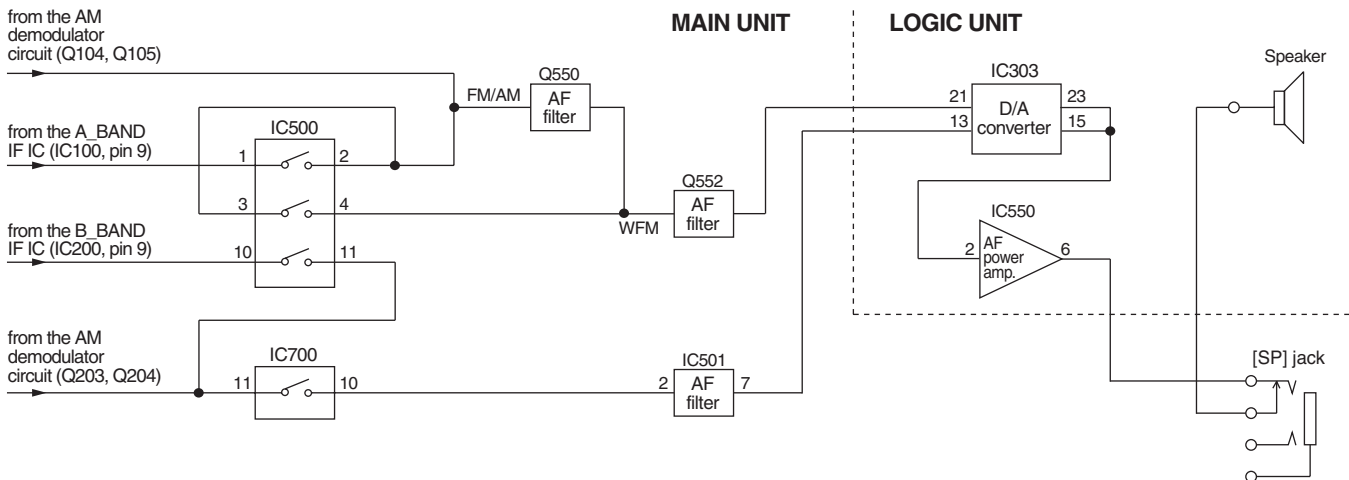 from the AM
demodulator
circuit (Q104, Q105)
MAIN UNIT
LOGIC UNIT
Speaker
Q550
FM/AM
AF
filter
IC303
21
D/A
converter
23
13
15
from the A_BAND
IF IC (IC100, pin 9)
IC500
1
2
3
4
Q552
WFM
AF
filter
IC550
2
AF
power
amp.
6
from the B_BAND
IF IC (IC200, pin 9)
10
11
from the AM
demodulator
circuit (Q203, Q204)
IC700
11
10
IC501
2
AF
filter
7
[SP] jack